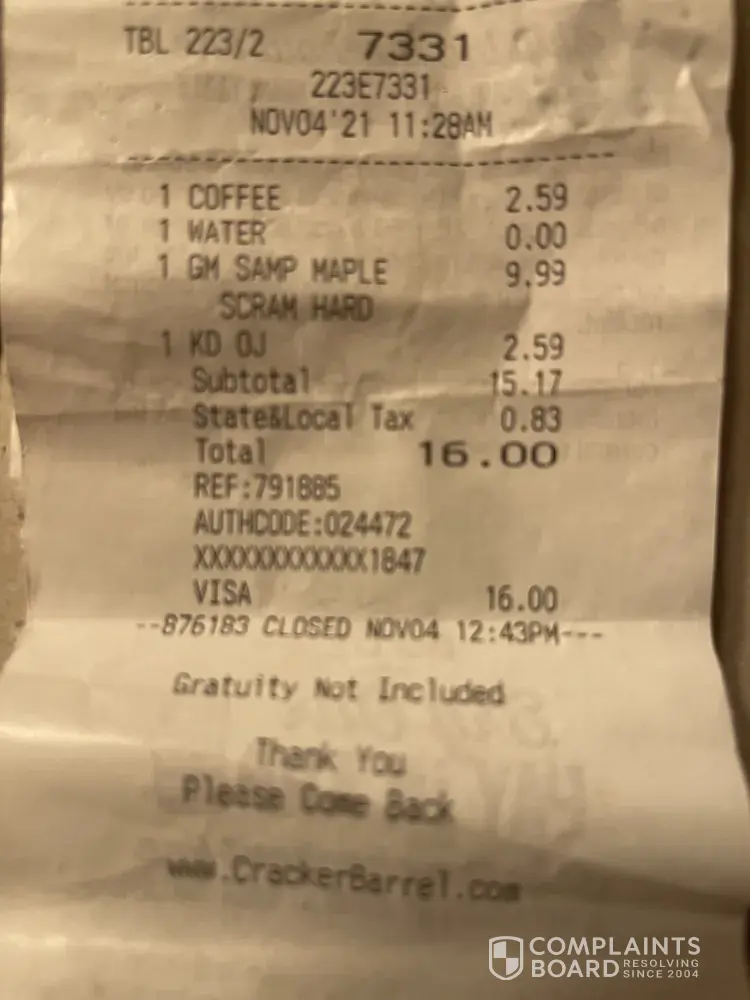 TBL 223/2 7331
223E7331
NOV04'21 11:28AM
1 COFFEE 2.59
1 WATER 0.00
1 GM SAMP MAPLE 9.99
SCRAM HARD
1 KD OJ 2.59
Subtotal 15.17
State&Local Tax 0.83
Total 16.00
REF:791885
AUTHCODE:024472
XXXXXXXXXXXX1847
VISA 16.00
--876183 CLOSED NOV04 12:43PM---
Gratuity Not Included
Thank You
Please Come Back
www.CrackerBarrel.com
COMPLAINTS
BOARD RESOLVING
SINCE 2004